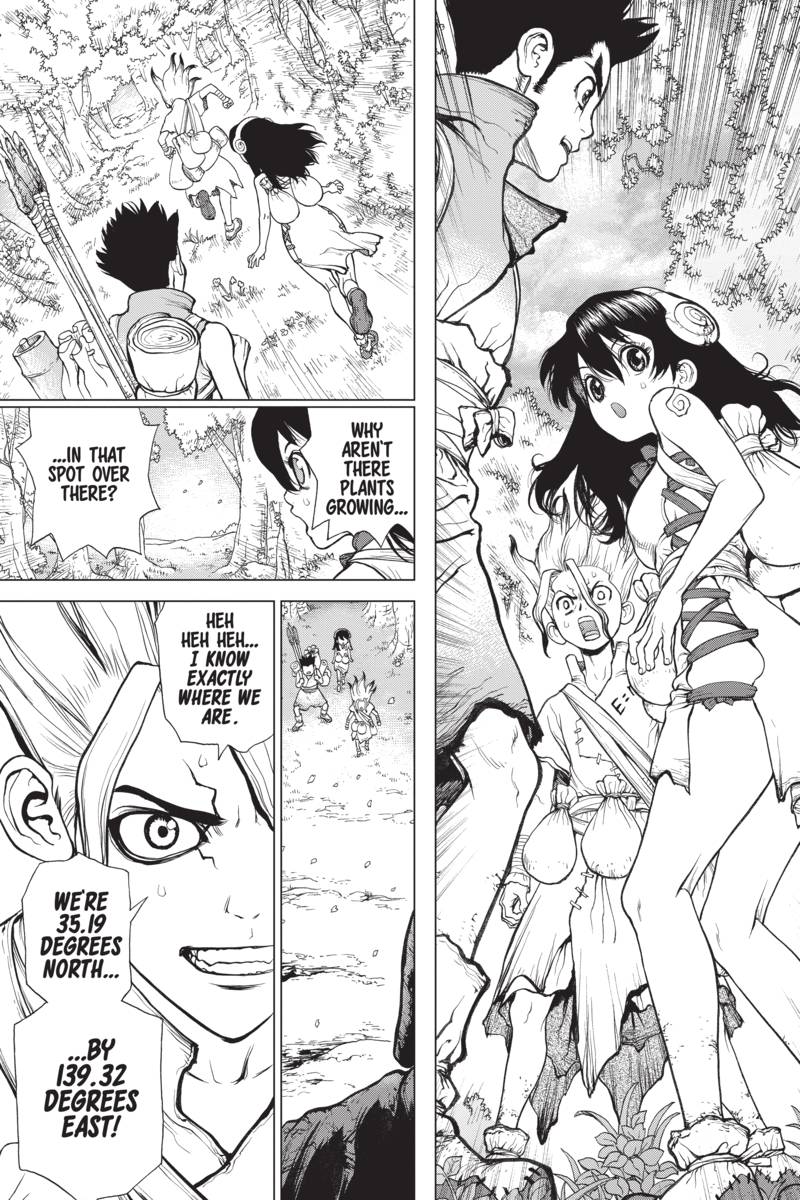 WHY
AREN'T
THERE
PLANTS
GROWING...
...IN THAT
SPOT OVER
THERE?
HEH
HEH HEH...
I KNOW
EXACTLY
WHERE WE
ARE.
WE'RE
35.19
DEGREES
NORTH...
...BY
139.32
DEGREES
EAST!